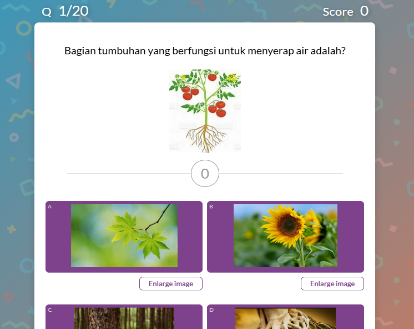 Q 1/20
Score 0
Bagian tumbuhan yang berfungsi untuk menyerap air adalah?
0
A
B
Enlarge image
Enlarge image
C
D